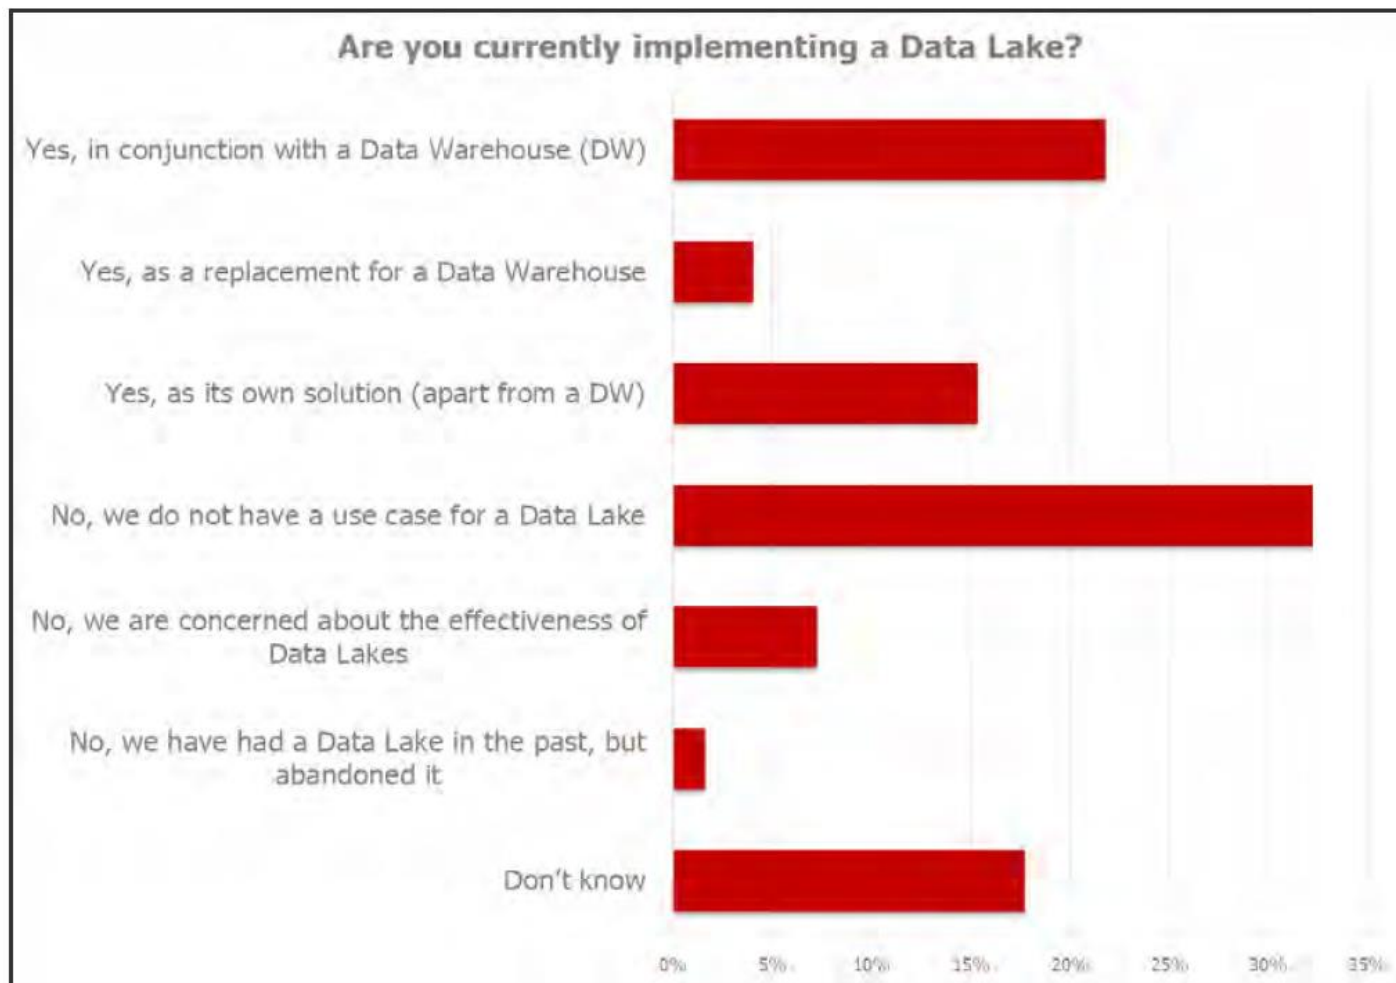 Are you currently implementing a Data Lake?
Yes, in conjunction with a Data Warehouse (DW)
Yes, as a replacement for a Data Warehouse
Yes, as its own solution (apart from a DW)
No, we do not have a use case for a Data Lake
No, we are concerned about the effectiveness of
Data Lakes
No, we have had a Data Lake in the past, but
abandoned it
Don't know
0% 5% 10% 15% 20% 25% 30% 35%